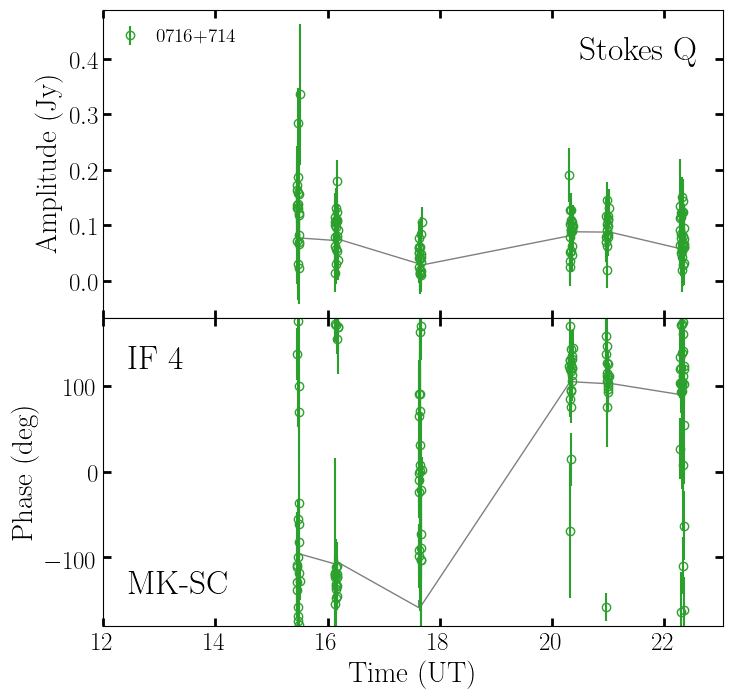 0716+714
Stokes Q
0.4
0.3
0.2
0.1
0.0
Amplitude (Jy)
IF 4
100
0
−100
Phase (deg)
MK-SC
12 14 16 18 20 22
Time (UT)